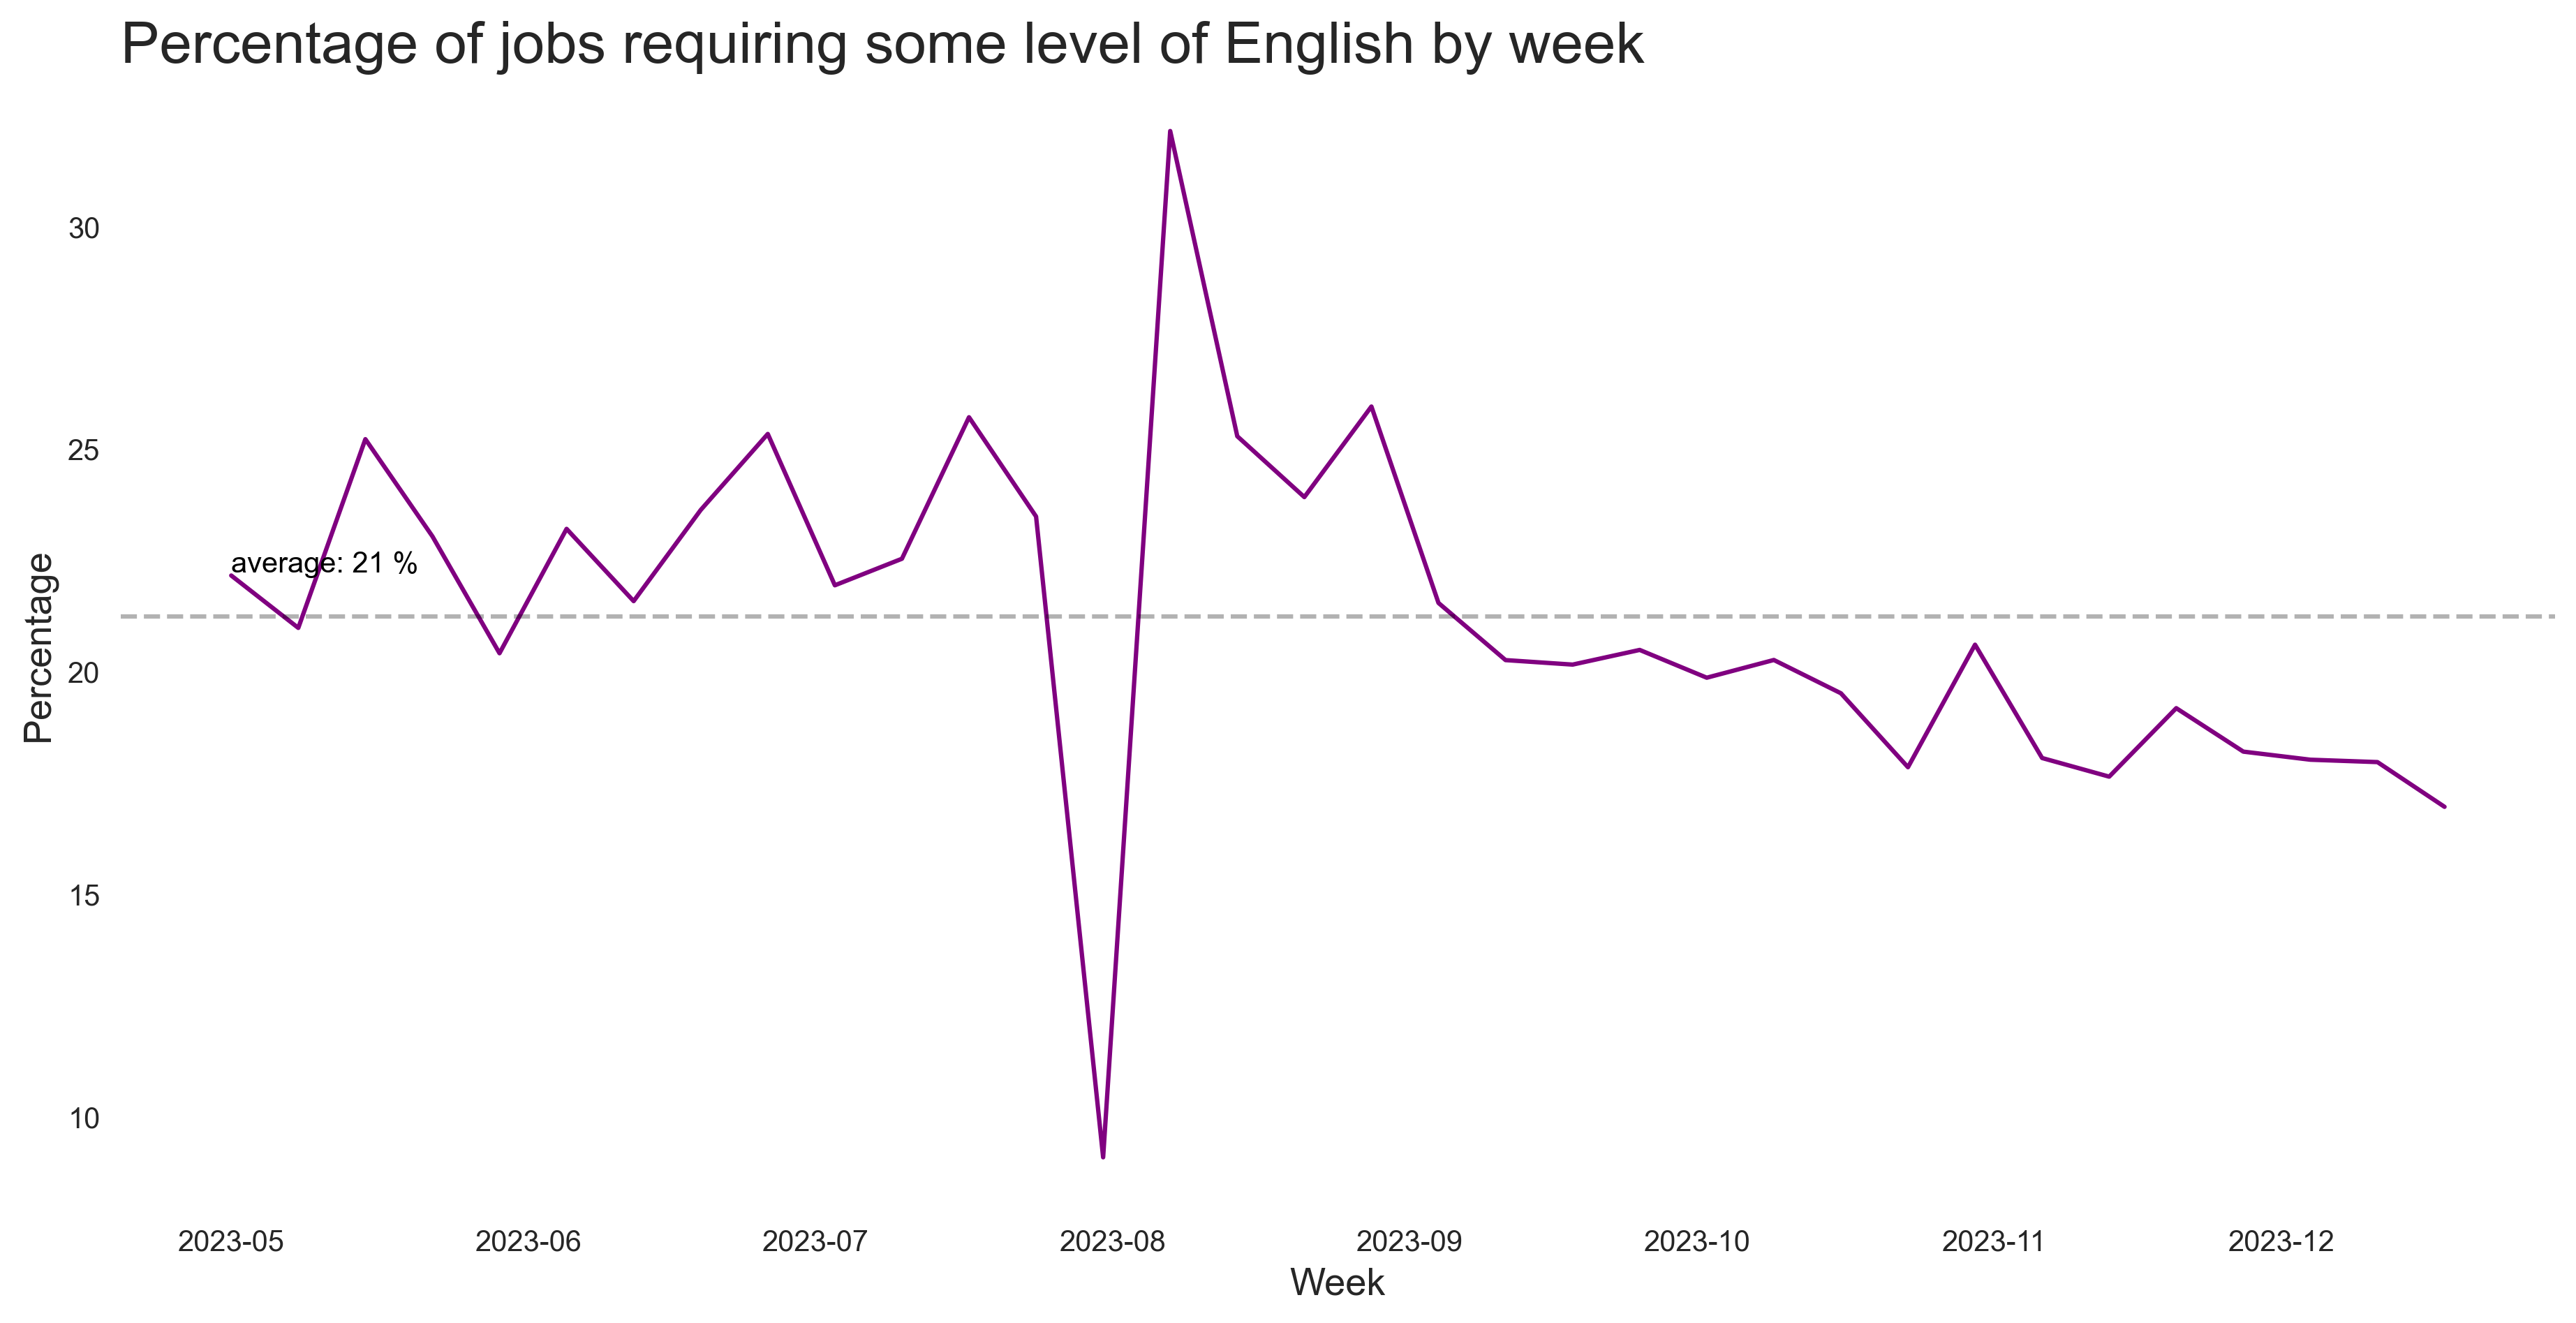 Percentage of jobs requiring some level of English by week
30
25
average: 21 %
20
15
10
Percentage
2023-05 2023-06 2023-07 2023-08 2023-09 2023-10 2023-11 2023-12
Week